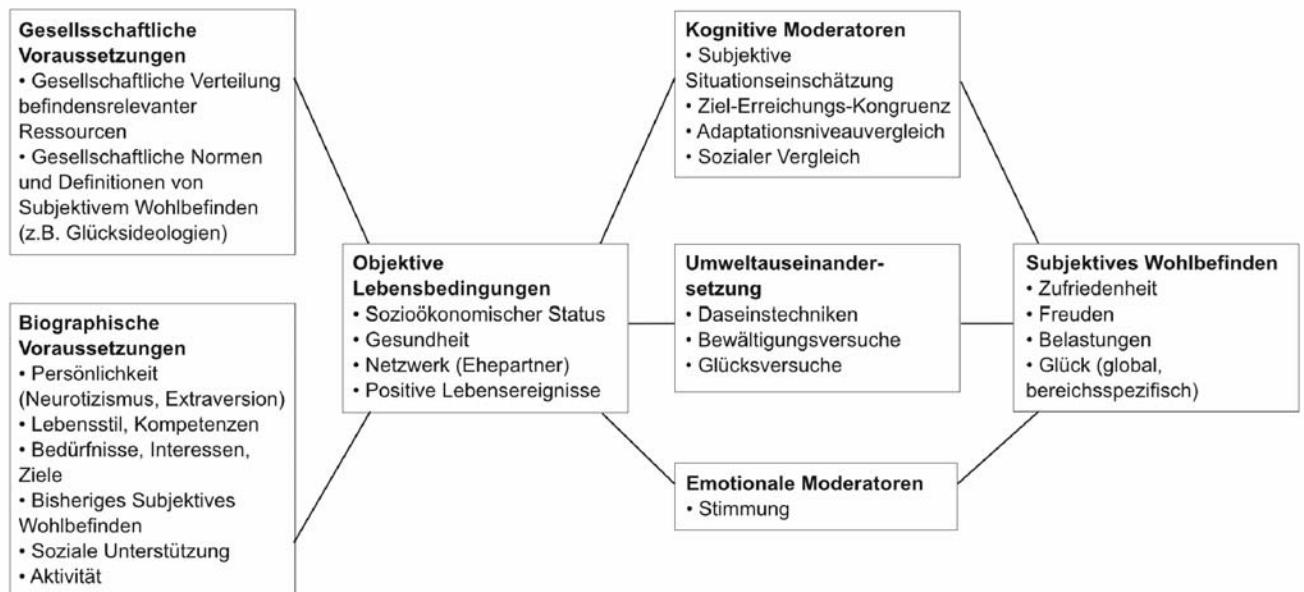 Gesellsschaftliche
Voraussetzungen
• Gesellschaftliche Verteilung
befindensrelevanter
Ressourcen
• Gesellschaftliche Normen
und Definitionen von
Subjektivem Wohlbefinden
(z.B. Glücksideologien)
Biographische
Voraussetzungen
• Persönlichkeit
(Neurotizismus, Extraversion)
• Lebensstil, Kompetenzen
• Bedürfnisse, Interessen,
Ziele
• Bisheriges Subjektives
Wohlbefinden
• Soziale Unterstützung
• Aktivität
Objektive
Lebensbedingungen
• Sozioökonomischer Status
• Gesundheit
• Netzwerk (Ehepartner)
• Positive Lebensereignisse
Kognitive Moderatoren
• Subjektive
Situationseinschätzung
• Ziel-Erreichungs-Kongruenz
• Adaptationsniveauvergleich
• Sozialer Vergleich
Umweltauseinander-
setzung
• Daseinstechniken
• Bewältigungsversuche
• Glücksversuche
Emotionale Moderatoren
• Stimmung
Subjektives Wohlbefinden
• Zufriedenheit
• Freuden
• Belastungen
• Glück (global,
bereichsspezifisch)